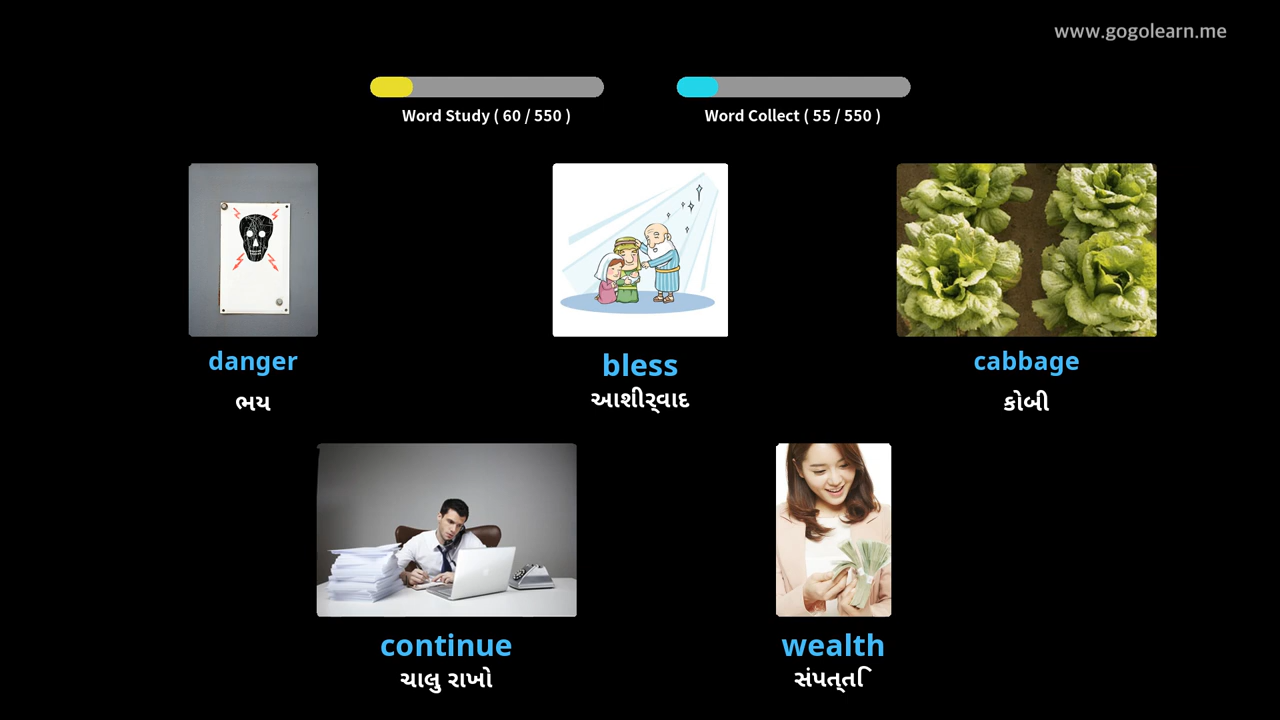 www.gogolearn.me
Word Study ( 60 / 550 )
Word Collect ( 55 / 550 )
danger
bless
cabbage
ભય
આશીર્વાદ
કોબી
continue
wealth
ચાલુ રાખો
સંપત્તિ